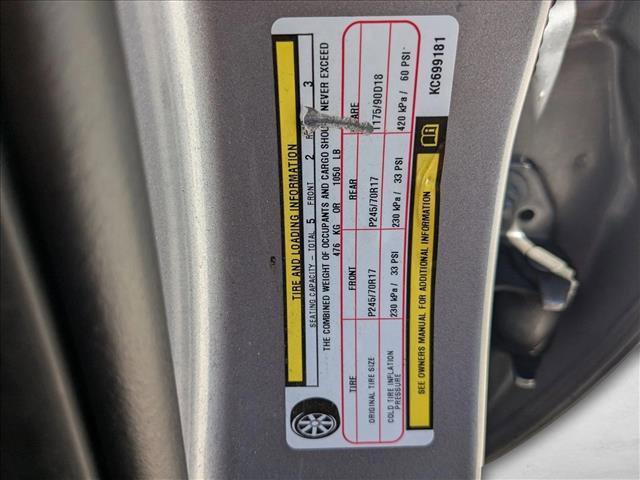 TIRE AND LOADING INFORMATION
SEATING CAPACITY - TOTAL 5 FRONT 2 3
THE COMBINED WEIGHT OF OCCUPANTS AND CARGO SHOULD NEVER EXCEED
476 KG OR 1050 LB
TIRE FRONT REAR
ORIGINAL TIRE SIZE P245/70R17 P245/70R17 T175/90D18
COLD TIRE INFLATION PRESSURE 230 kPa / 33 PSI 230 kPa / 33 PSI 420 kPa / 60 PSI
SEE OWNERS MANUAL FOR ADDITIONAL INFORMATION
KC699181